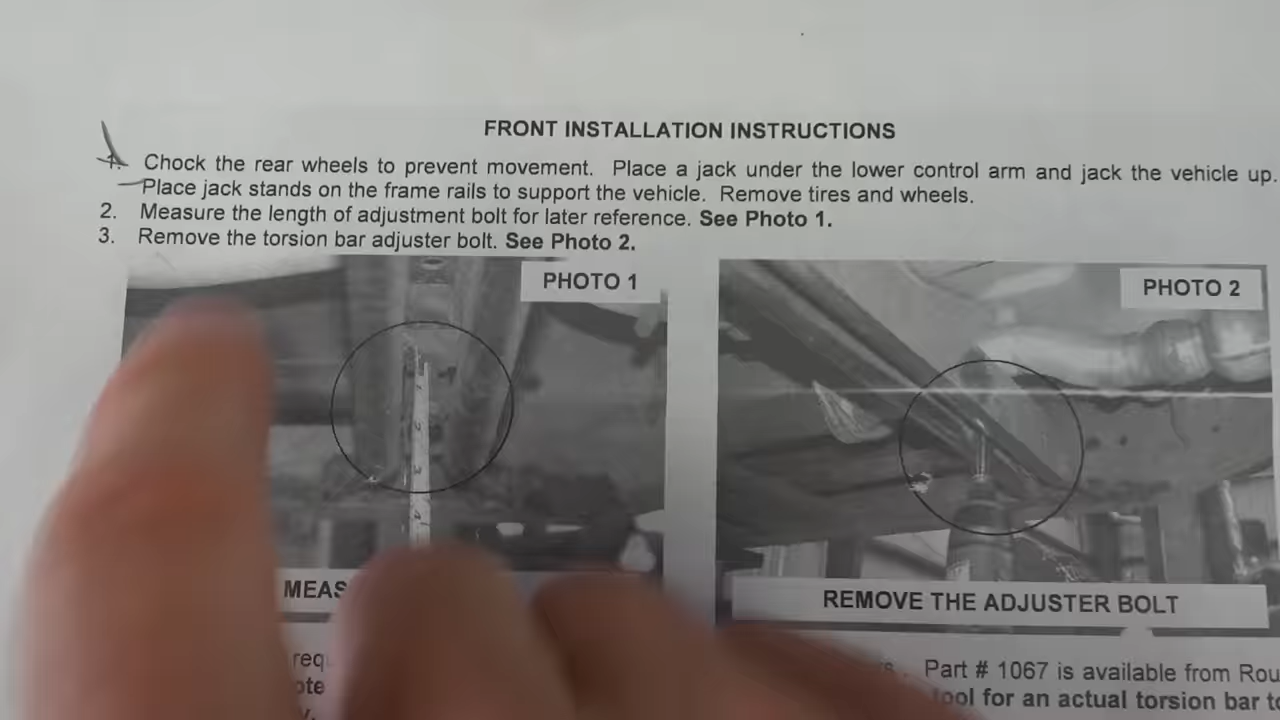 FRONT INSTALLATION INSTRUCTIONS
1. Chock the rear wheels to prevent movement. Place a jack under the lower control arm and jack the vehicle up.
Place jack stands on the frame rails to support the vehicle. Remove tires and wheels.
2. Measure the length of adjustment bolt for later reference. See Photo 1.
3. Remove the torsion bar adjuster bolt. See Photo 2.
PHOTO 1
PHOTO 2
REMOVE THE ADJUSTER BOLT
Part # 1067 is available from
for an actual torsion bar